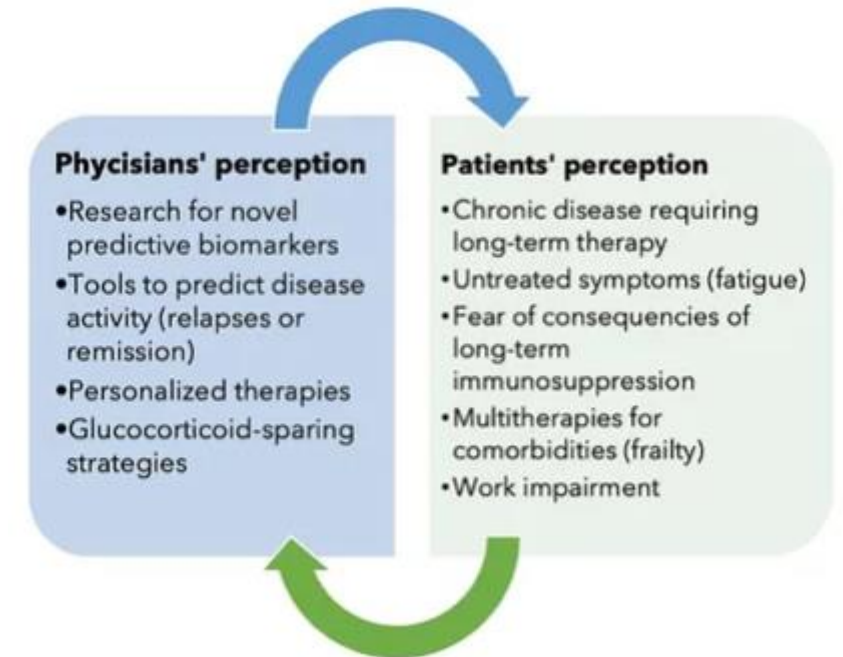 Phycisians' perception
•Research for novel
predictive biomarkers
•Tools to predict disease
activity (relapses or
remission)
•Personalized therapies
•Glucocorticoid-sparing
strategies
Patients' perception
•Chronic disease requiring
long-term therapy
•Untreated symptoms (fatigue)
•Fear of consequencies of
long-term
immunosuppression
•Multitherapies for
comorbidities (frailty)
•Work impairment